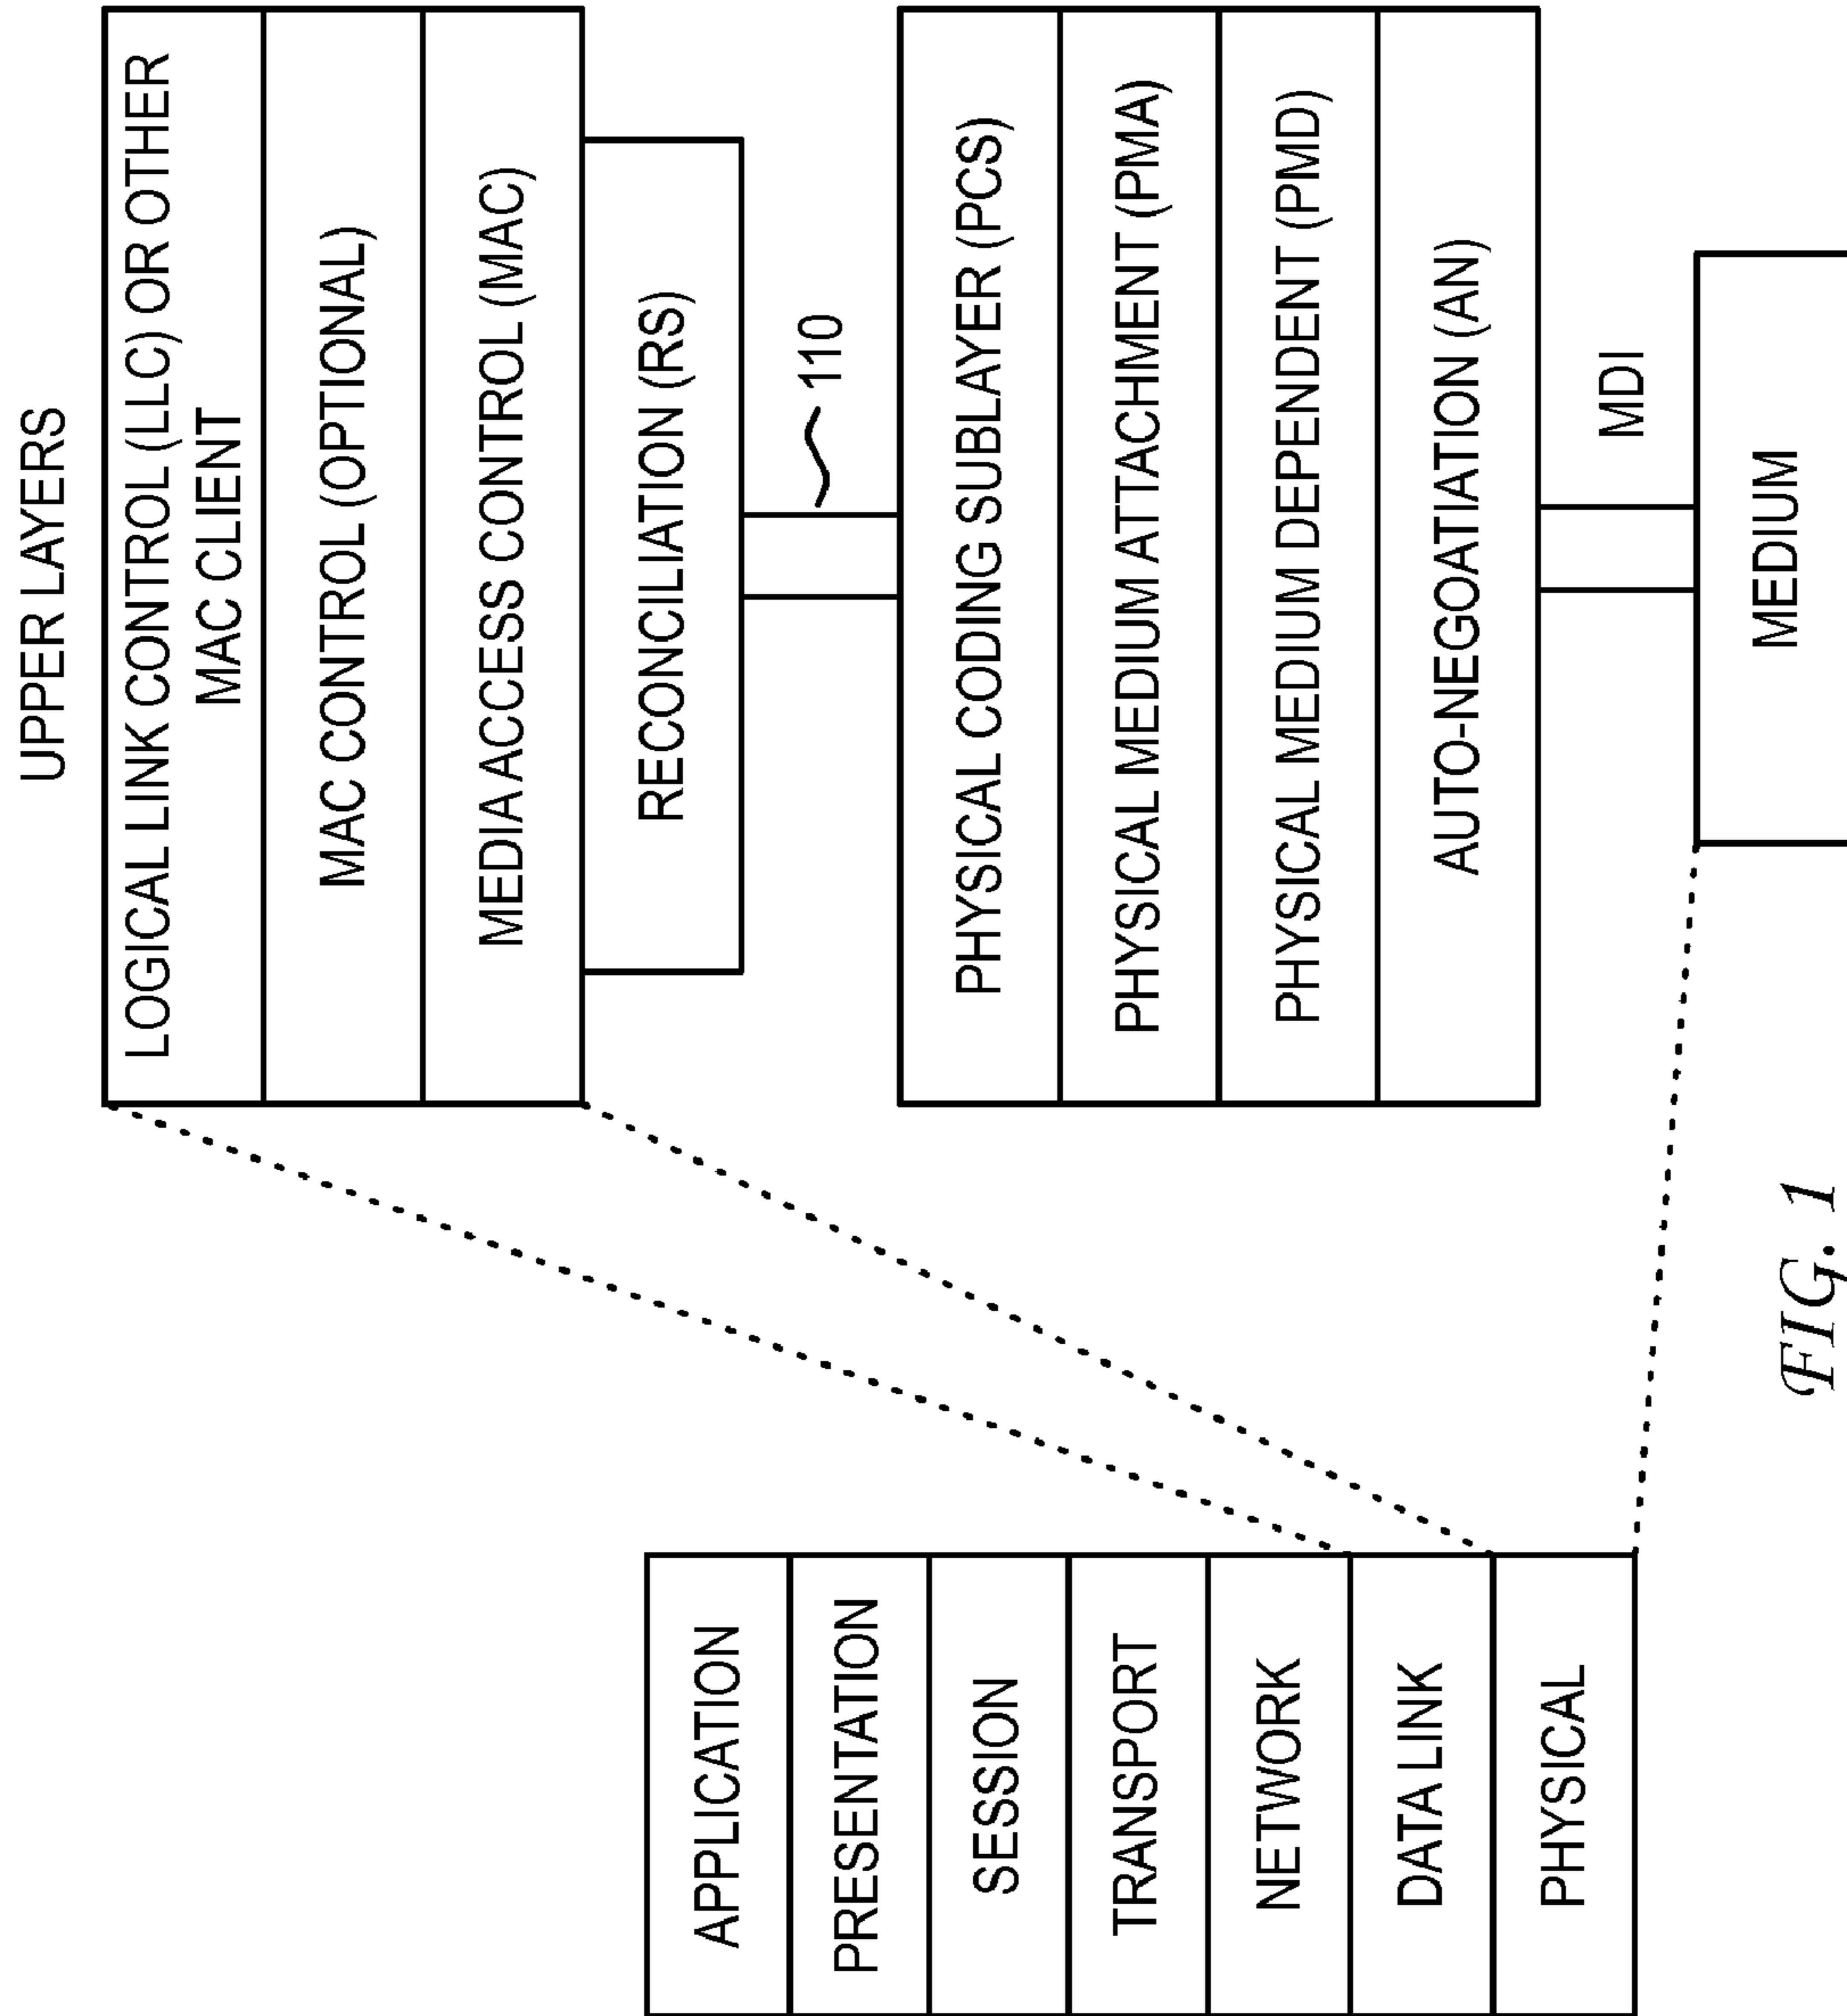 UPPER LAYERS
LOGICAL LINK CONTROL (LLC) OR OTHER
MAC CLIENT
MAC CONTROL (OPTIONAL)
MEDIA ACCESS CONTROL (MAC)
RECONCILIATION (RS)
110
PHYSICAL CODING SUBLAYER (PCS)
PHYSICAL MEDIUM ATTACHMENT (PMA)
PHYSICAL MEDIUM DEPENDENT (PMD)
AUTO-NEGOATIATION (AN)
MDI
MEDIUM
APPLICATION
PRESENTATION
SESSION
TRANSPORT
NETWORK
DATA LINK
PHYSICAL
FIG. 1